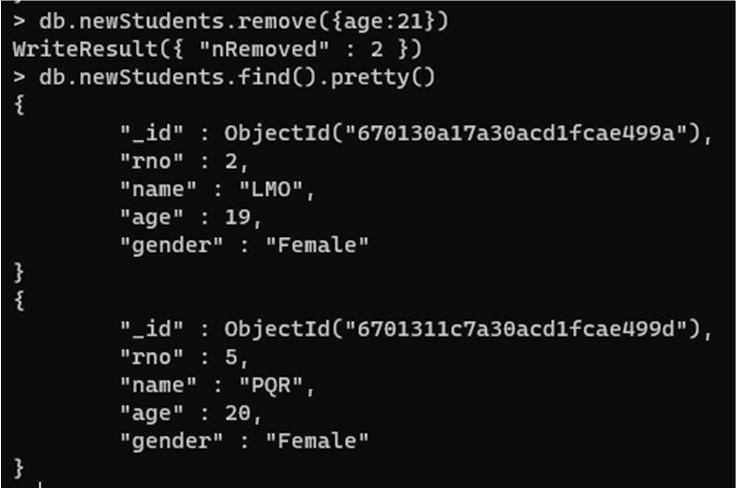 > db.newStudents.remove({age:21})
WriteResult({ "nRemoved" : 2 })
> db.newStudents.find().pretty()
{
        "_id" : ObjectId("670130a17a30acd1fcae499a"),
        "rno" : 2,
        "name" : "LMO",
        "age" : 19,
        "gender" : "Female"
}
{
        "_id" : ObjectId("6701311c7a30acd1fcae499d"),
        "rno" : 5,
        "name" : "PQR",
        "age" : 20,
        "gender" : "Female"
}